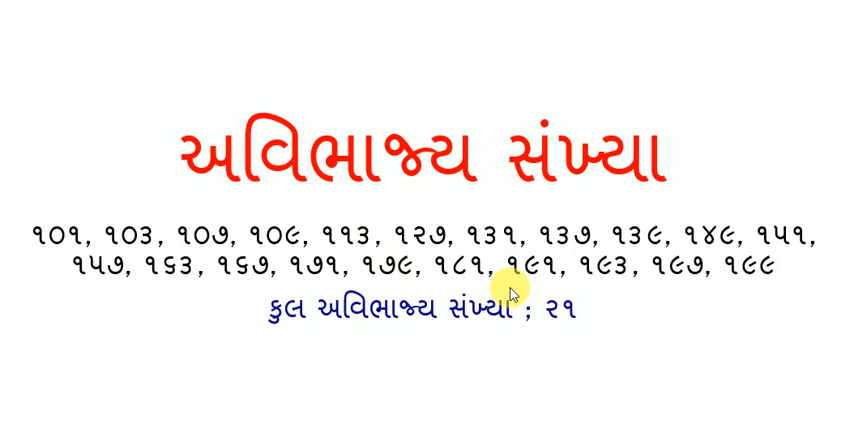 અવિભાજ્ય સંખ્યા
૧૦૧, ૧૦૩, ૧૦૭, ૧૦૯, ૧૧૩, ૧૨૭, ૧૩૧, ૧૩૭, ૧૩૯, ૧૪૯, ૧૫૧,
૧૫૭, ૧૬૩, ૧૬૭, ૧૭૧, ૧૭૯, ૧૮૧, ૧૯૧, ૧૯૩, ૧૯૭, ૧૯૯
કુલ અવિભાજ્ય સંખ્યા ; ૨૧